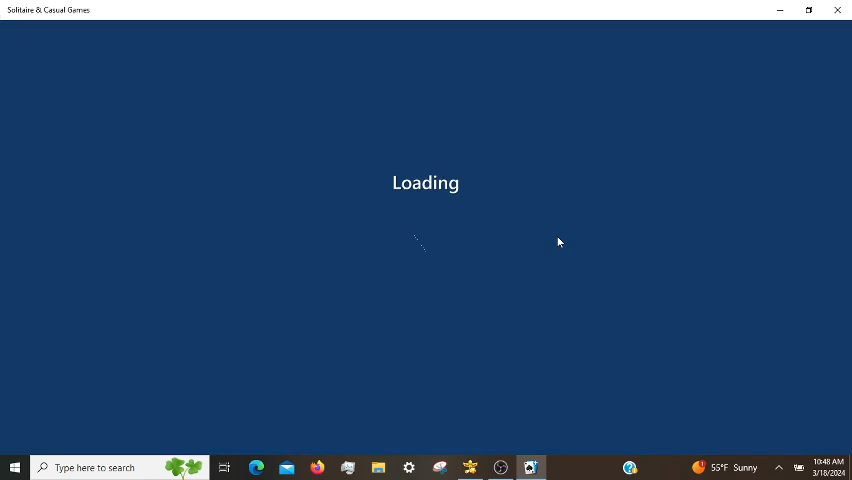 Solitaire & Casual Games
Loading
Type here to search
55°F Sunny
10:48 AM
3/18/2024